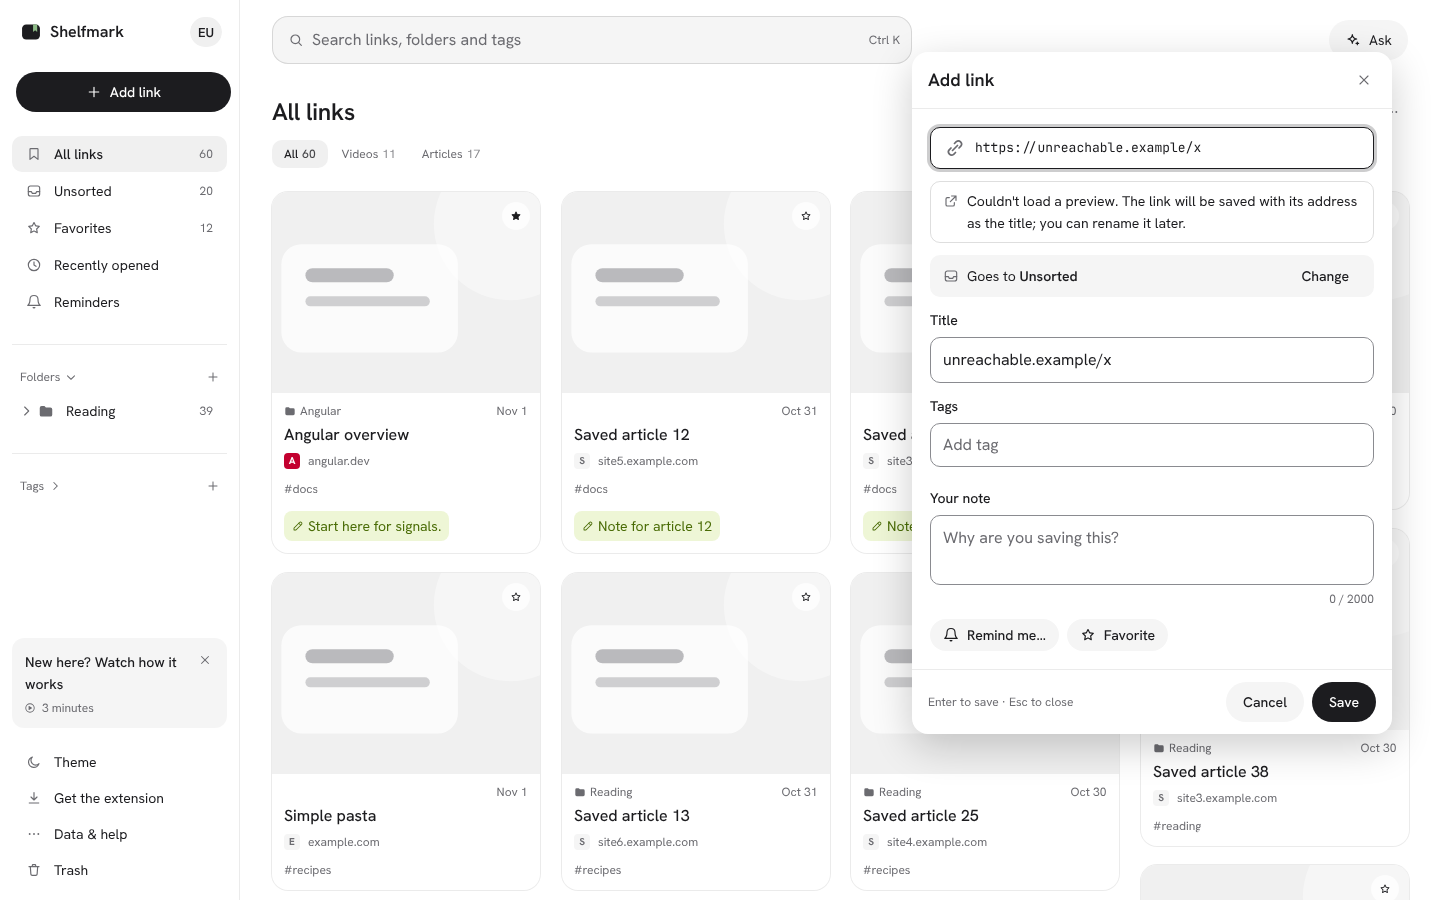 Shelfmark
EU
Add link
All links 60
Unsorted 20
Favorites 12
Recently opened
Reminders
Folders
Reading 39
Tags
New here? Watch how it
works
3 minutes
Theme
Get the extension
Data & help
Trash
Search links, folders and tags
Ctrl K
Ask
All links
All 60
Videos 11
Articles 17
Angular Nov 1
Angular overview
A angular.dev
#docs
Start here for signals.
Oct 31
Saved article 12
S site5.example.com
#docs
Note for article 12
Saved
S site3
#docs
Note
Nov 1
Simple pasta
E example.com
#recipes
Reading Oct 31
Saved article 13
S site6.example.com
#recipes
Reading Oct 30
Saved article 25
S site4.example.com
#recipes
Reading Oct 30
Saved article 38
S site3.example.com
#reading
Add link
https://unreachable.example/x
Couldn't load a preview. The link will be saved with its address
as the title; you can rename it later.
Goes to Unsorted
Change
Title
unreachable.example/x
Tags
Add tag
Your note
Why are you saving this?
0 / 2000
Remind me...
Favorite
Enter to save · Esc to close
Cancel
Save